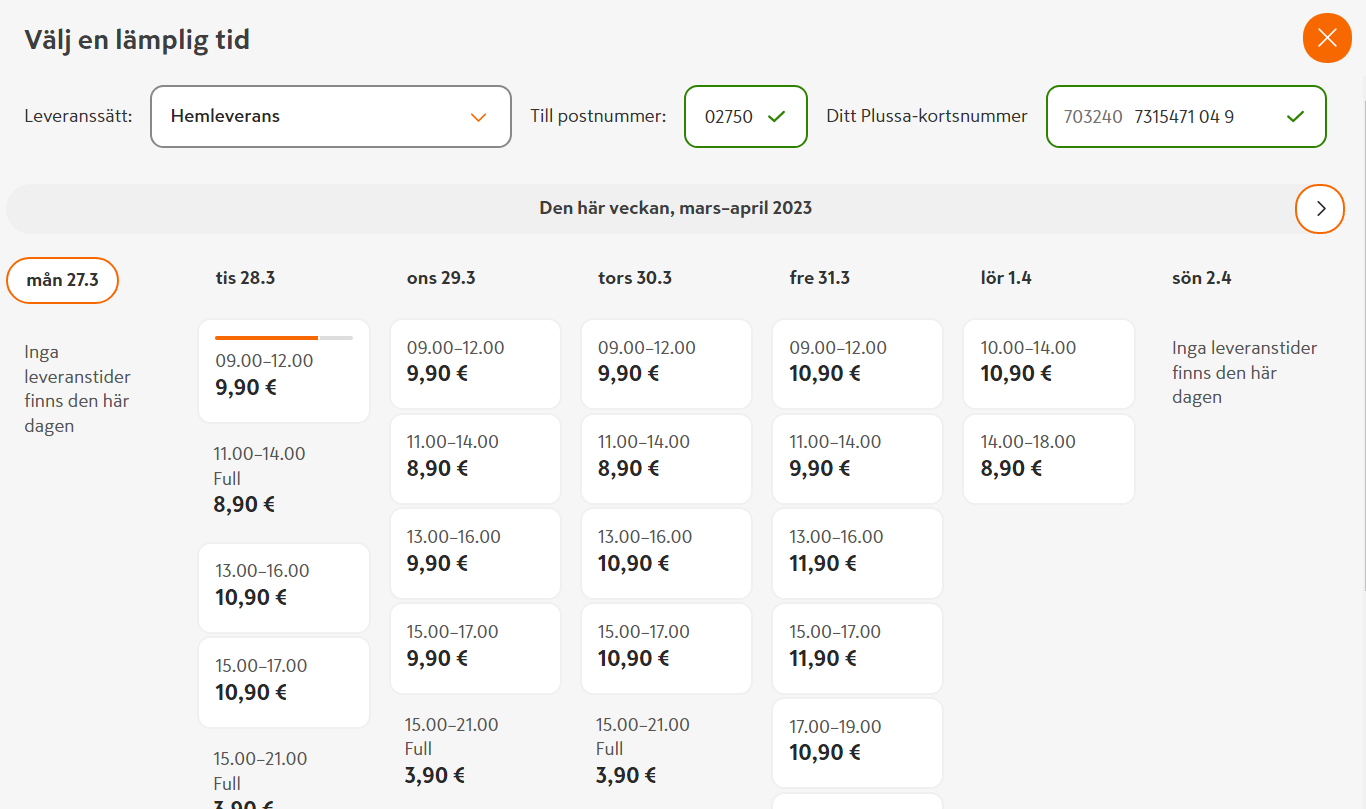 Välj en lämplig tid
Leveranssätt:
Hemleverans
Till postnummer:
02750
Ditt Plussa-kortsnummer
703240 7315471 04 9
Den här veckan, mars–april 2023
mån 27.3
Inga
leveranstider
finns den här
dagen
tis 28.3
09.00–12.00
9,90 €
11.00–14.00
Full
8,90 €
13.00–16.00
10,90 €
15.00–17.00
10,90 €
15.00–21.00
Full
3,90 €
ons 29.3
09.00–12.00
9,90 €
11.00–14.00
8,90 €
13.00–16.00
9,90 €
15.00–17.00
9,90 €
15.00–21.00
Full
3,90 €
tors 30.3
09.00–12.00
9,90 €
11.00–14.00
8,90 €
13.00–16.00
10,90 €
15.00–17.00
10,90 €
15.00–21.00
Full
3,90 €
fre 31.3
09.00–12.00
10,90 €
11.00–14.00
9,90 €
13.00–16.00
11,90 €
15.00–17.00
11,90 €
17.00–19.00
10,90 €
lör 1.4
10.00–14.00
10,90 €
14.00–18.00
8,90 €
sön 2.4
Inga leveranstider
finns den här
dagen